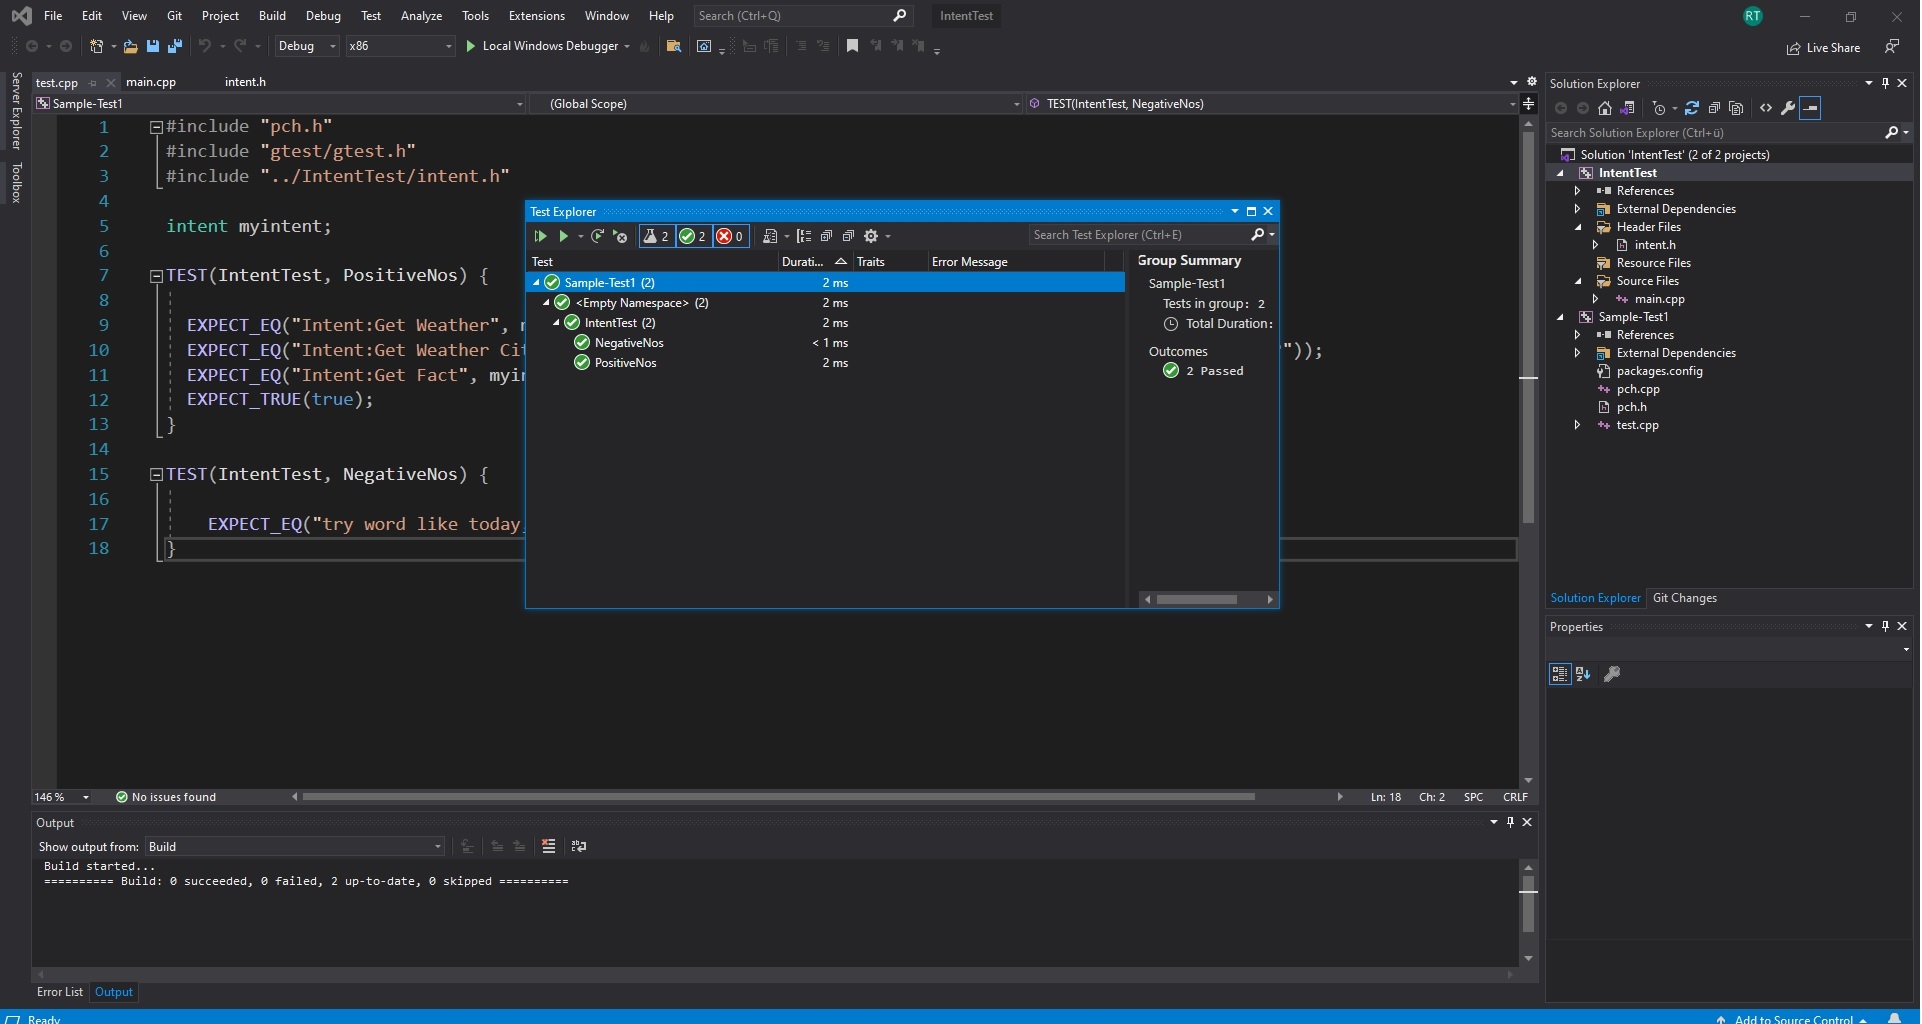 File Edit View Git Project Build Debug Test Analyze Tools Extensions Window Help Search (Ctrl+Q) IntentTest RT
Debug x86 Local Windows Debugger Live Share
Server Explorer
Toolbox
test.cpp main.cpp intent.h
Sample-Test1 (Global Scope) TEST(IntentTest, NegativeNos)
1 #include "pch.h"
2 #include "gtest/gtest.h"
3 #include "../IntentTest/intent.h"
4
5 intent myintent;
6
7 TEST(IntentTest, PositiveNos) {
8
9 EXPECT_EQ("Intent:Get Weather",
10 EXPECT_EQ("Intent:Get Weather Cit "));
11 EXPECT_EQ("Intent:Get Fact", myin
12 EXPECT_TRUE(true);
13 }
14
15 TEST(IntentTest, NegativeNos) {
16
17 EXPECT_EQ("try word like today,
18 }
Test Explorer
2 2 0 Search Test Explorer (Ctrl+E)
Test Durati... Traits Error Message
Sample-Test1 (2) 2 ms
<Empty Namespace> (2) 2 ms
IntentTest (2) 2 ms
NegativeNos < 1 ms
PositiveNos 2 ms
Group Summary
Sample-Test1
Tests in group: 2
Total Duration:
Outcomes
2 Passed
146 % No issues found Ln: 18 Ch: 2 SPC CRLF
Output
Show output from: Build
Build started...
========== Build: 0 succeeded, 0 failed, 2 up-to-date, 0 skipped ==========
Error List Output
Solution Explorer
Search Solution Explorer (Ctrl+ü)
Solution 'IntentTest' (2 of 2 projects)
IntentTest
References
External Dependencies
Header Files
intent.h
Resource Files
Source Files
main.cpp
Sample-Test1
References
External Dependencies
packages.config
pch.cpp
pch.h
test.cpp
Solution Explorer Git Changes
Properties
Ready Add to Source Control